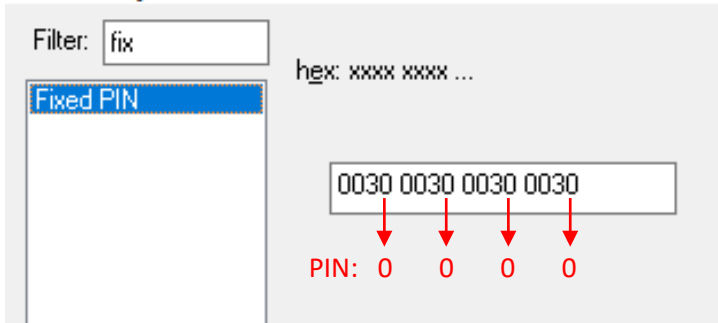 Filter: fix
hex: xxxx xxxx ...
Fixed PIN
0030 0030 0030 0030
PIN: 0 0 0 0